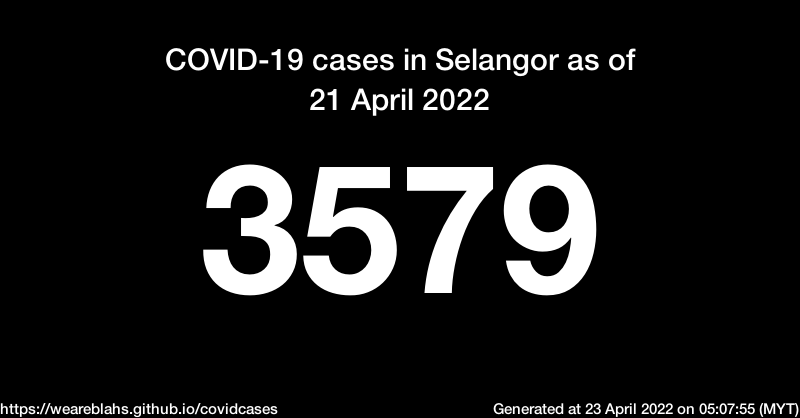 COVID-19 cases in Selangor as of
21 April 2022
3579
https://weareblahs.github.io/covidcases
Generated at 23 April 2022 on 05:07:55 (MYT)